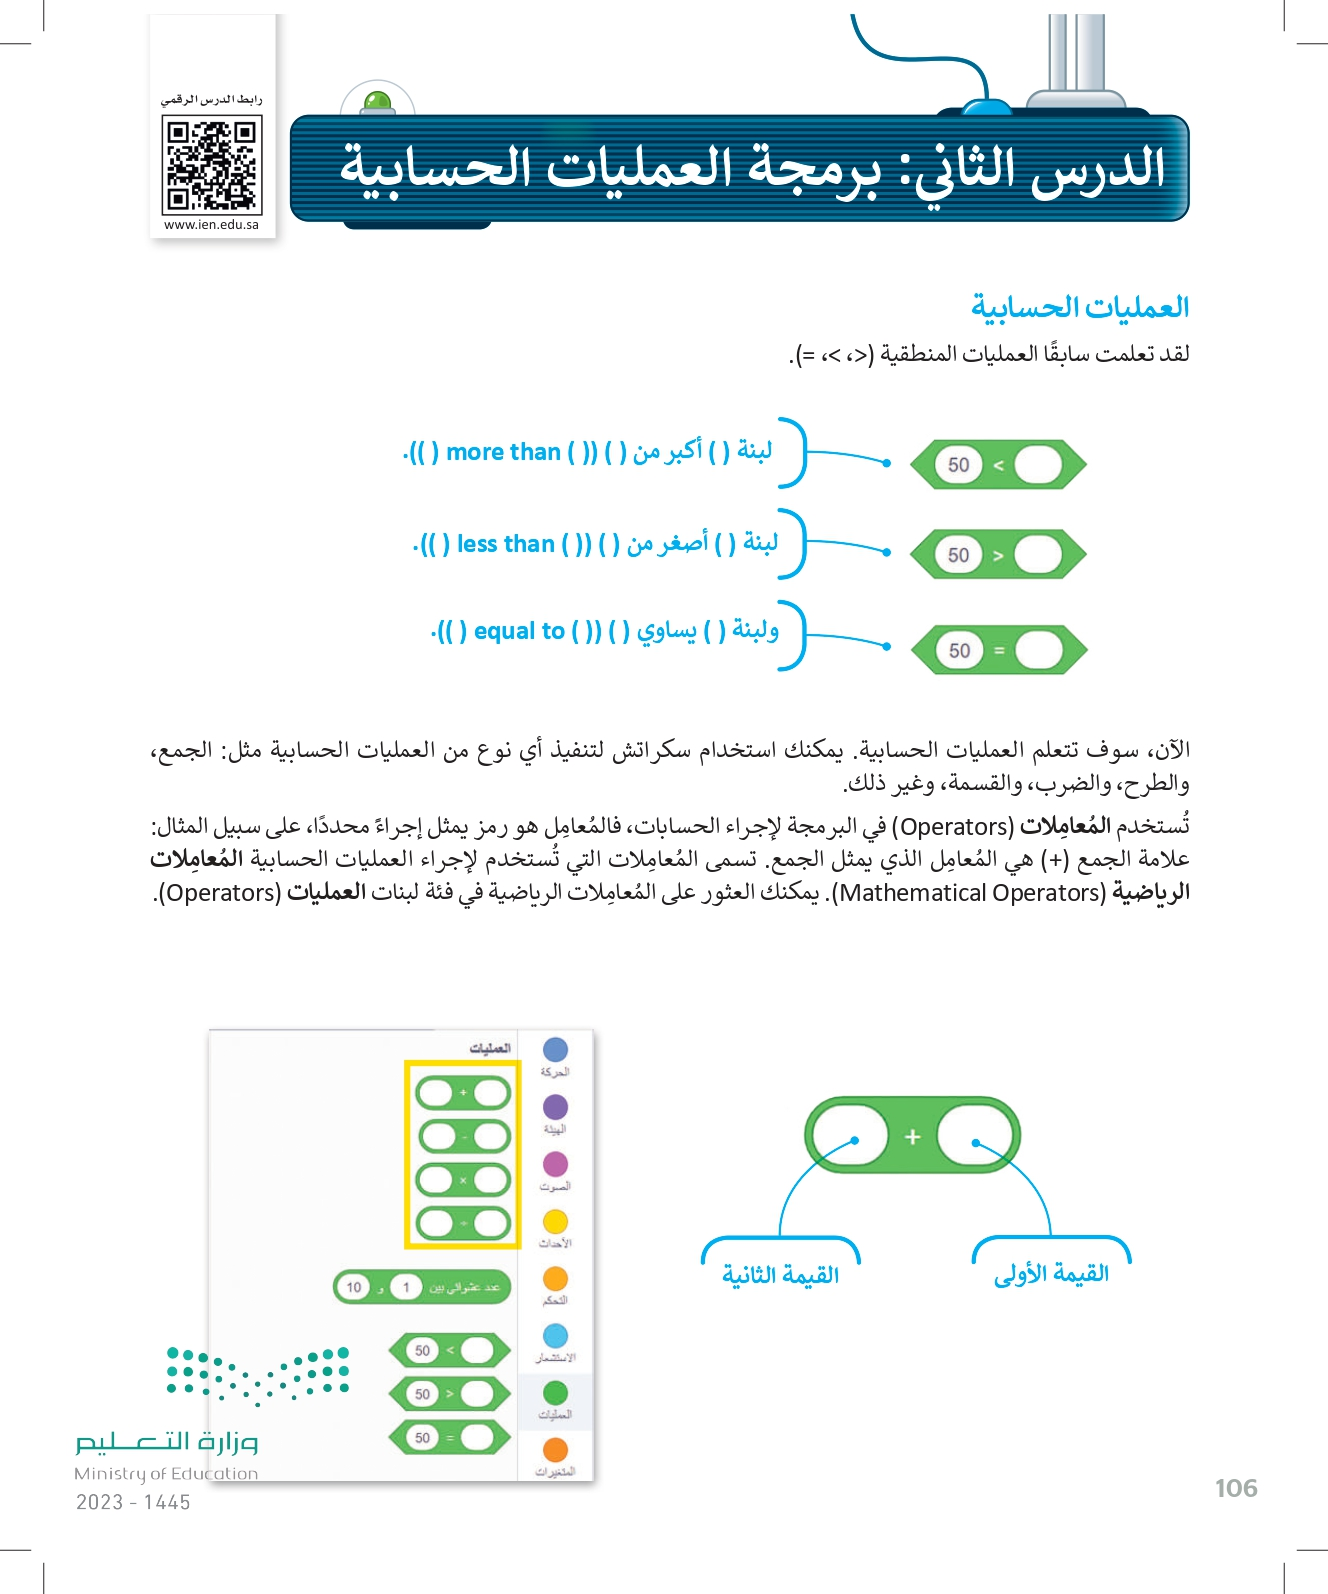 رابط الدرس الرقمي
www.ien.edu.sa
الدرس الثاني: برمجة العمليات الحسابية
العمليات الحسابية
لقد تعلمت سابقًا العمليات المنطقية (<، >، =).
لبنة ( ) أكبر من ( ) (( ) more than ( )).
50 < 
لبنة ( ) أصغر من ( ) (( ) less than ( )).
50 >
ولبنة ( ) يساوي ( ) (( ) equal to ( )).
50 =
الآن، سوف تتعلم العمليات الحسابية. يمكنك استخدام سكراتش لتنفيذ أي نوع من العمليات الحسابية مثل: الجمع،
والطرح، والضرب، والقسمة، وغير ذلك.
تُستخدم المُعامِلات (Operators) في البرمجة لإجراء الحسابات، فالمُعامِل هو رمز يمثل إجراءً محددًا، على سبيل المثال:
علامة الجمع (+) هي المُعامِل الذي يمثل الجمع. تسمى المُعامِلات التي تُستخدم لإجراء العمليات الحسابية المُعامِلات
الرياضية (Mathematical Operators). يمكنك العثور على المُعامِلات الرياضية في فئة لبنات العمليات (Operators).
+
القيمة الأولى
القيمة الثانية
الحركة
الهيئة
الصوت
الأحداث
التحكم
الاستشعار
العمليات
المتغيرات
العمليات
+
-
×
÷
عدد عشوائي بين 1 و 10
50 <
50 >
50 =
وزارة التعليم
Ministry of Education
2023 - 1445
106